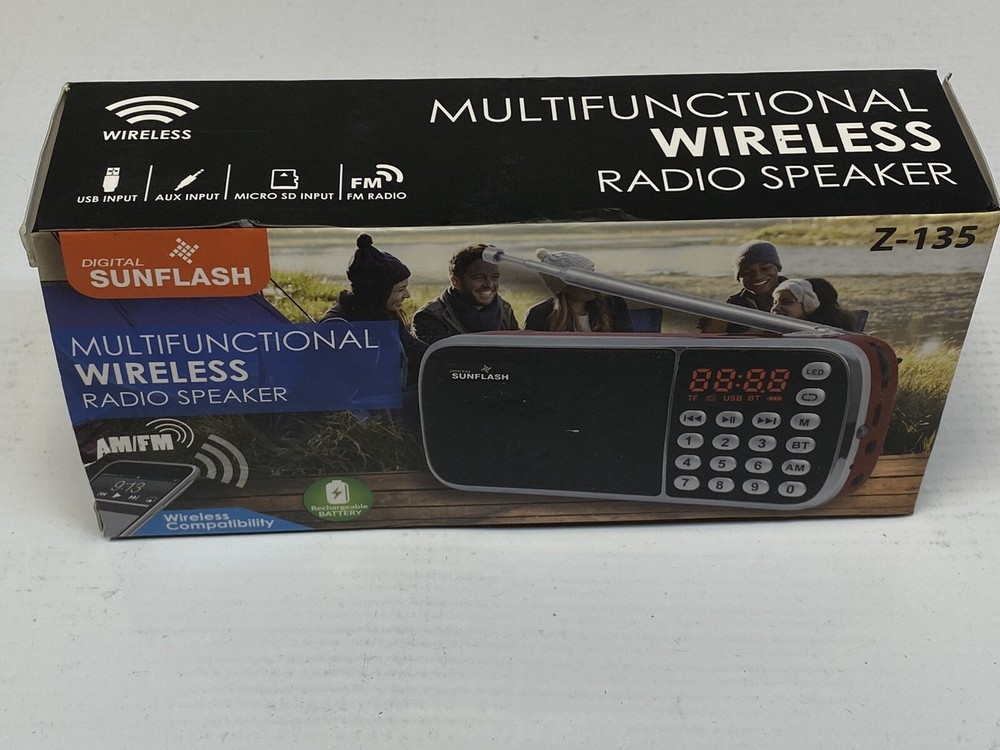 WIRELESS
USB INPUT
AUX INPUT
MICRO SD INPUT
FM
FM RADIO
MULTIFUNCTIONAL
WIRELESS
RADIO SPEAKER
Z-135
DIGITAL
SUNFLASH
MULTIFUNCTIONAL
WIRELESS
RADIO SPEAKER
AM/FM
9:13
Wireless
Compatibility
Rechargeable
BATTERY
DIGITAL
SUNFLASH
88:88
TF USB BT
LED
M
1 2 3 BT
4 5 6 AM
7 8 9 0